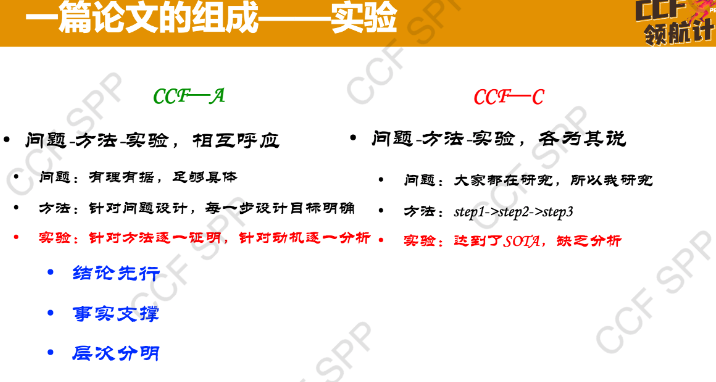 一篇论文的组成——实验
CCF
领航计
CCF—A
• 问题-方法-实验，相互呼应
• 问题：有理有据，足够具体
• 方法：针对问题设计，每一步设计目标明确
• 实验：针对方法逐一证明，针对动机逐一分析
• 结论先行
• 事实支撑
• 层次分明
CCF—C
• 问题-方法-实验，各为其说
• 问题：大家都在研究，所以我研究
• 方法：step1->step2->step3
• 实验：达到了SOTA，缺乏分析
CCF SPP
CCF SPP
CCF SPP
CCF SPP
CCF SPP
CCF SPP
SPP